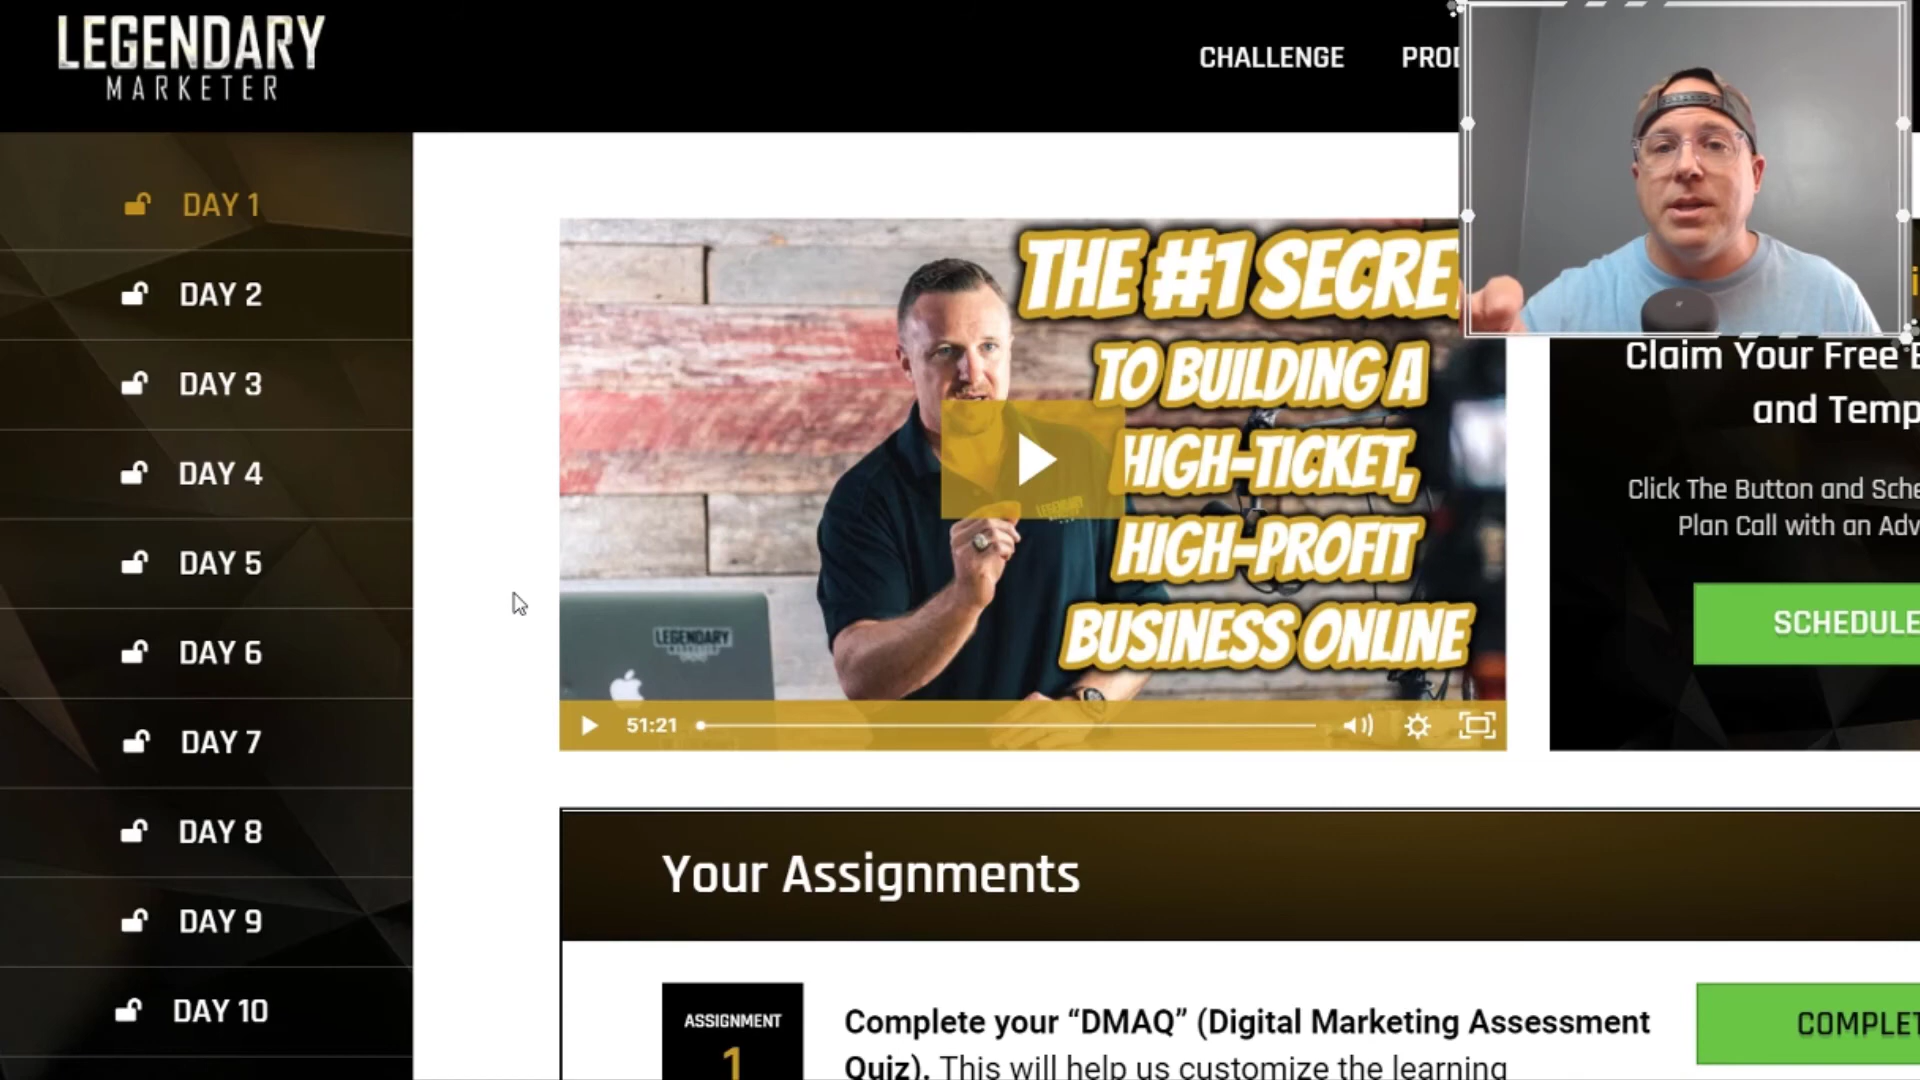 LEGENDARY
MARKETER
CHALLENGE
DAY 1
DAY 2
DAY 3
DAY 4
DAY 5
DAY 6
DAY 7
DAY 8
DAY 9
DAY 10
THE #1 SECRE
TO BUILDING A
HIGH-TICKET,
HIGH-PROFIT
BUSINESS ONLINE
LEGENDARY
LEGENDARY
51:21
Claim Your Free
and Temp
Click The Button and Sche
Plan Call with an Adv
SCHEDULE
Your Assignments
ASSIGNMENT
1
Complete your “DMAQ” (Digital Marketing Assessment
Quiz). This will help us customize the learning
COMPLET